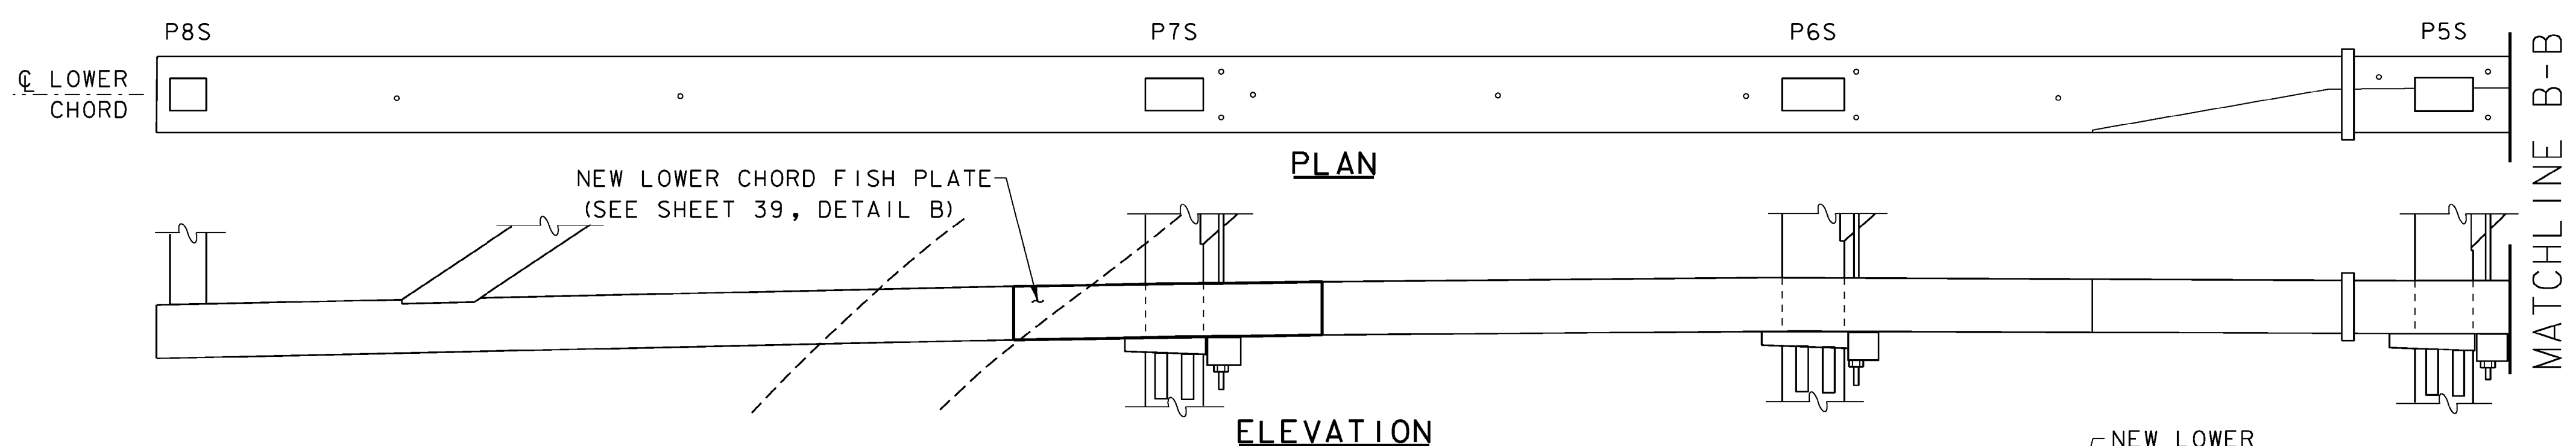 P8S P7S P6S P5S
℄ LOWER
CHORD
PLAN
MATCHLINE B-B
NEW LOWER CHORD FISH PLATE
(SEE SHEET 39, DETAIL B)
ELEVATION
NEW LOWER